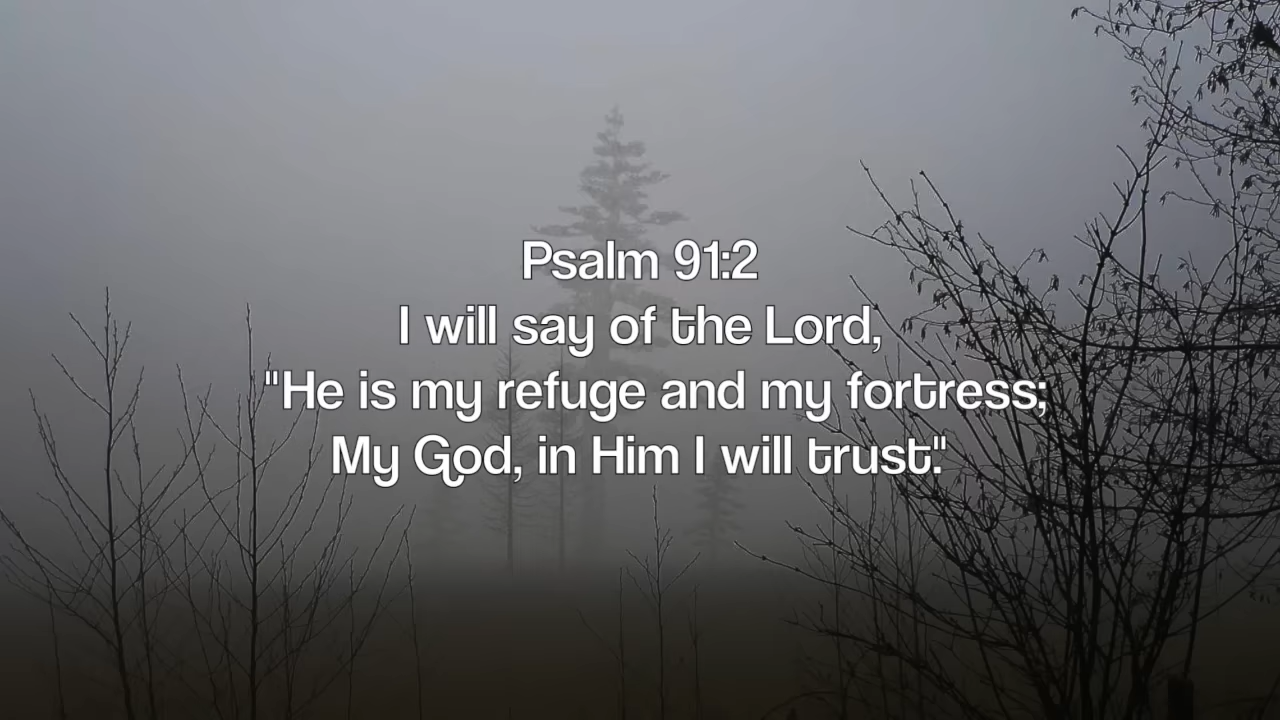 Psalm 91:2
I will say of the Lord,
"He is my refuge and my fortress;
My God, in Him I will trust."